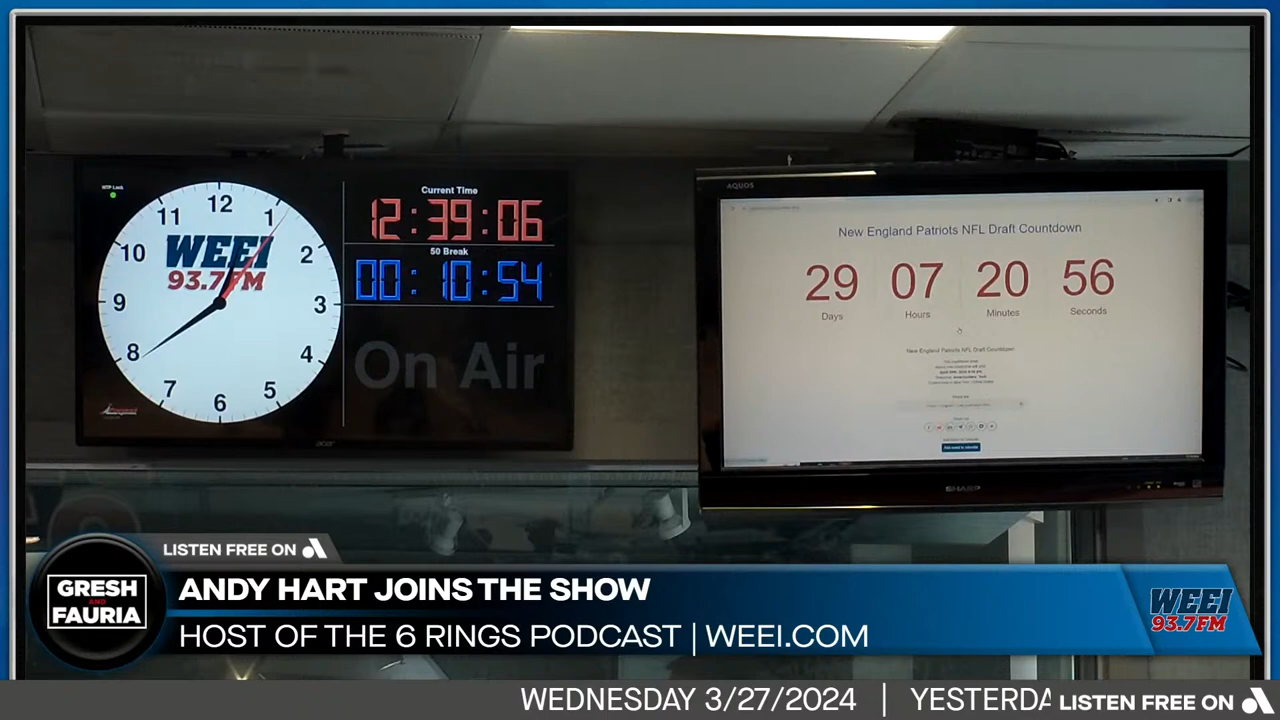 NTP Lock
12
1
2
3
4
5
6
7
8
9
10
11
WEEI
93.7FM
Current Time
12:39:06
50 Break
00:10:54
On Air
acer
AQUOS
New England Patriots NFL Draft Countdown
29 07 20 56
Days Hours Minutes Seconds
New England Patriots NFL Draft Countdown
SHARP
LISTEN FREE ON
GRESH
AND
FAURIA
ANDY HART JOINS THE SHOW
HOST OF THE 6 RINGS PODCAST | WEEI.COM
WEEI
93.7FM
WEDNESDAY 3/27/2024 | YESTERDA
LISTEN FREE ON